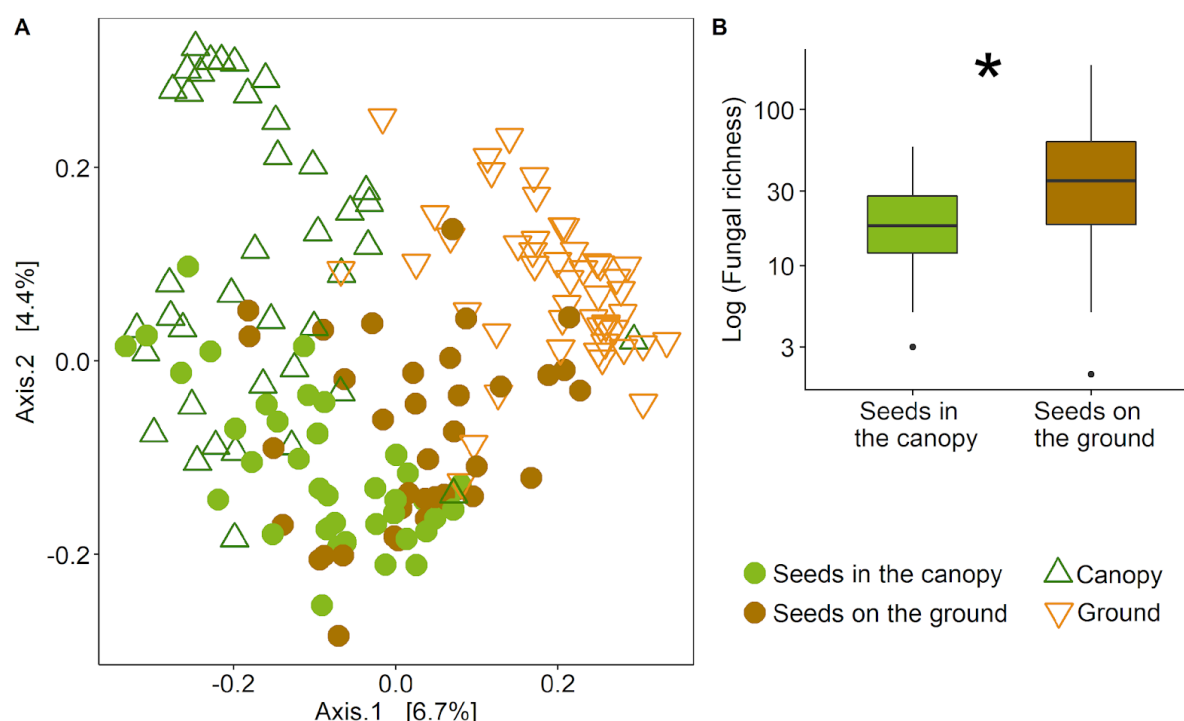 A
0.2
0.0
-0.2
Axis.2 [4.4%]
-0.2 0.0 0.2
Axis.1 [6.7%]
B
*
100
30
10
3
Log (Fungal richness)
Seeds in
the canopy
Seeds on
the ground
Seeds in the canopy
Canopy
Seeds on the ground
Ground